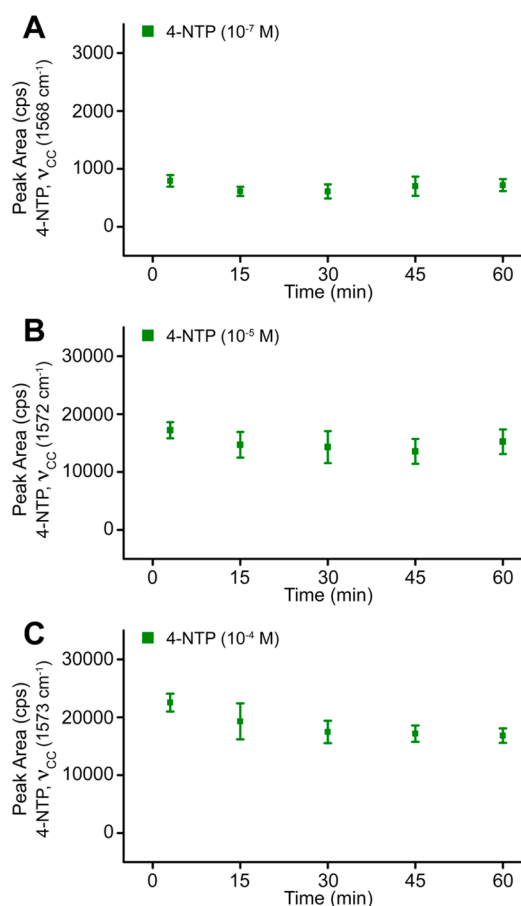 A
4-NTP (10⁻⁷ M)
Peak Area (cps)
4-NTP, νCC (1568 cm⁻¹)
3000
2000
1000
0
0 15 30 45 60
Time (min)
B
4-NTP (10⁻⁵ M)
Peak Area (cps)
4-NTP, νCC (1572 cm⁻¹)
30000
20000
10000
0
0 15 30 45 60
Time (min)
C
4-NTP (10⁻⁴ M)
Peak Area (cps)
4-NTP, νCC (1573 cm⁻¹)
30000
20000
10000
0
0 15 30 45 60
Time (min)